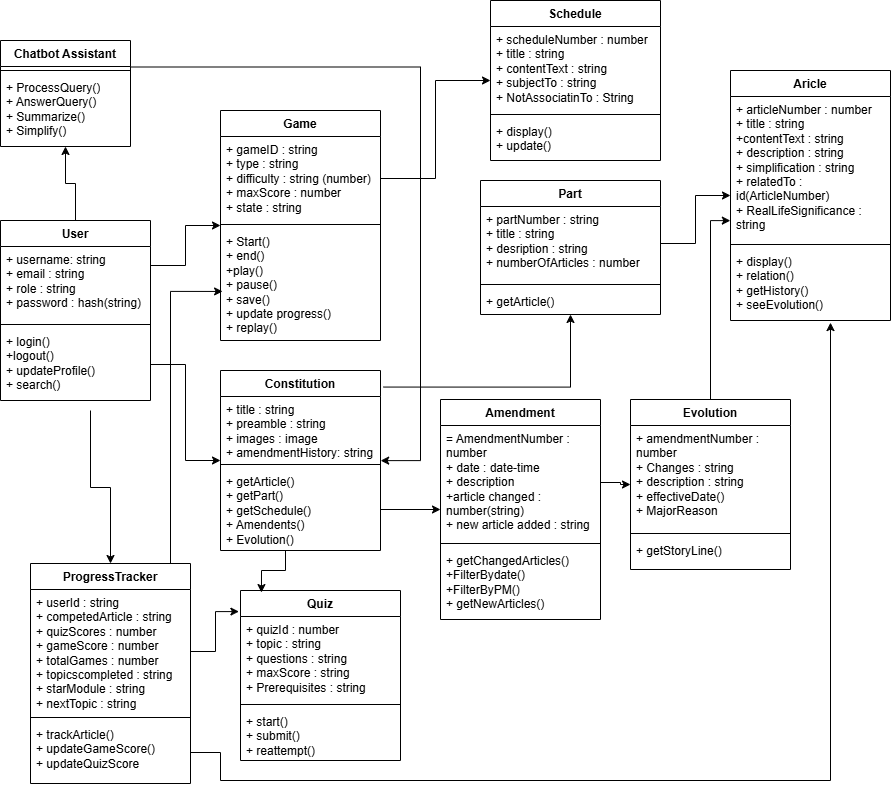 Chatbot Assistant
+ ProcessQuery()
+ AnswerQuery()
+ Summarize()
+ Simplify()
User
+ username: string
+ email : string
+ role : string
+ password : hash(string)
+ login()
+logout()
+ updateProfile()
+ search()
Game
+ gameID : string
+ type : string
+ difficulty : string (number)
+ maxScore : number
+ state : string
+ Start()
+ end()
+play()
+ pause()
+ save()
+ update progress()
+ replay()
Schedule
+ scheduleNumber : number
+ title : string
+ contentText : string
+ subjectTo : string
+ NotAssociatinTo : String
+ display()
+ update()
Part
+ partNumber : string
+ title : string
+ desription : string
+ numberOfArticles : number
+ getArticle()
Aricle
+ articleNumber : number
+ title : string
+contentText : string
+ description : string
+ simplification : string
+ relatedTo :
id(ArticleNumber)
+ RealLifeSignificance :
string
+ display()
+ relation()
+ getHistory()
+ seeEvolution()
Constitution
+ title : string
+ preamble : string
+ images : image
+ amendmentHistory: string
+ getArticle()
+ getPart()
+ getSchedule()
+ Amendents()
+ Evolution()
Amendment
= AmendmentNumber :
number
+ date : date-time
+ description
+article changed :
number(string)
+ new article added : string
+ getChangedArticles()
+FilterBydate()
+FilterByPM()
+ getNewArticles()
Evolution
+ amendmentNumber :
number
+ Changes : string
+ description : string
+ effectiveDate()
+ MajorReason
+ getStoryLine()
ProgressTracker
+ userId : string
+ competedArticle : string
+ quizScores : number
+ gameScore : number
+ totalGames : number
+ topicscompleted : string
+ starModule : string
+ nextTopic : string
+ trackArticle()
+ updateGameScore()
+ updateQuizScore
Quiz
+ quizId : number
+ topic : string
+ questions : string
+ maxScore : string
+ Prerequisites : string
+ start()
+ submit()
+ reattempt()